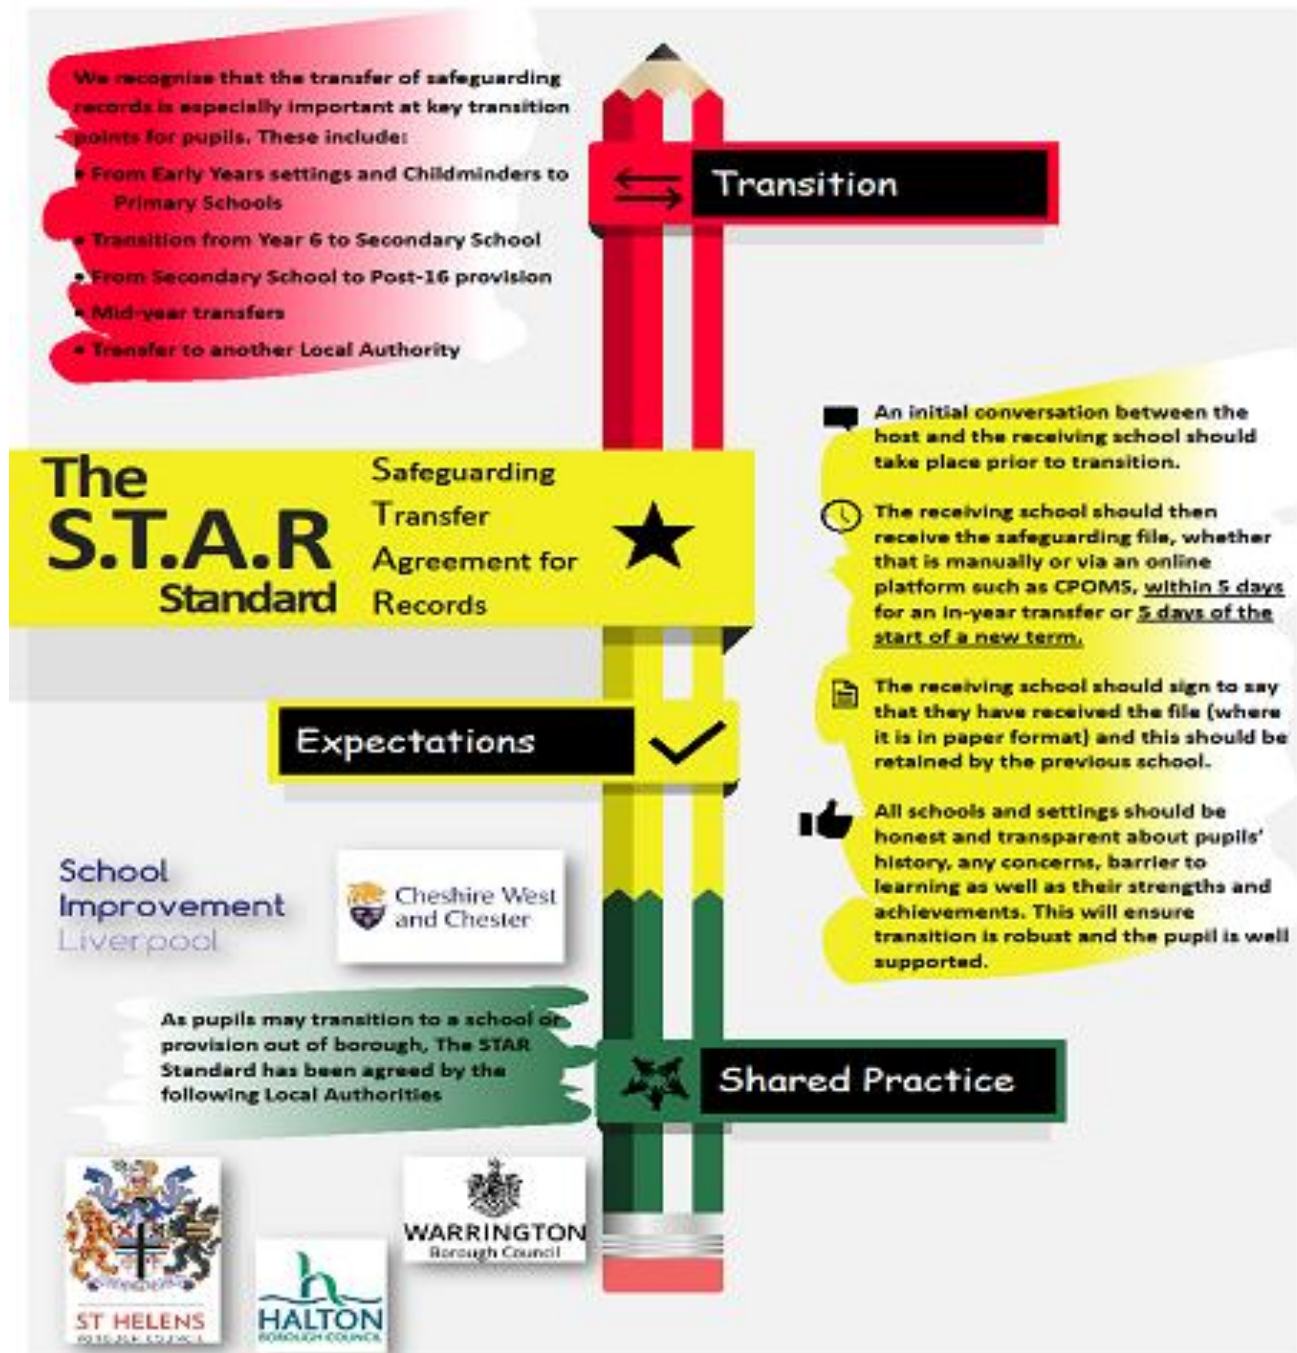 We recognise that the transfer of safeguarding
records is especially important at key transition
points for pupils. These include:
• From Early Years settings and Childminders to
Primary Schools
• Transition from Year 6 to Secondary School
• From Secondary School to Post-16 provision
• Mid-year transfers
• Transfer to another Local Authority
Transition
The
S.T.A.R
Standard
Safeguarding
Transfer
Agreement for
Records
An initial conversation between the
host and the receiving school should
take place prior to transition.
The receiving school should then
receive the safeguarding file, whether
that is manually or via an online
platform such as CPOMS, within 5 days
for an in-year transfer or 5 days of the
start of a new term.
The receiving school should sign to say
that they have received the file (where
it is in paper format) and this should be
retained by the previous school.
All schools and settings should be
honest and transparent about pupils'
history, any concerns, barrier to
learning as well as their strengths and
achievements. This will ensure
transition is robust and the pupil is well
supported.
Expectations
School
Improvement
Liverpool
Cheshire West
and Chester
As pupils may transition to a school or
provision out of borough, The STAR
Standard has been agreed by the
following Local Authorities
Shared Practice
ST HELENS
BOROUGH COUNCIL
HALTON
BOROUGH COUNCIL
WARRINGTON
Borough Council